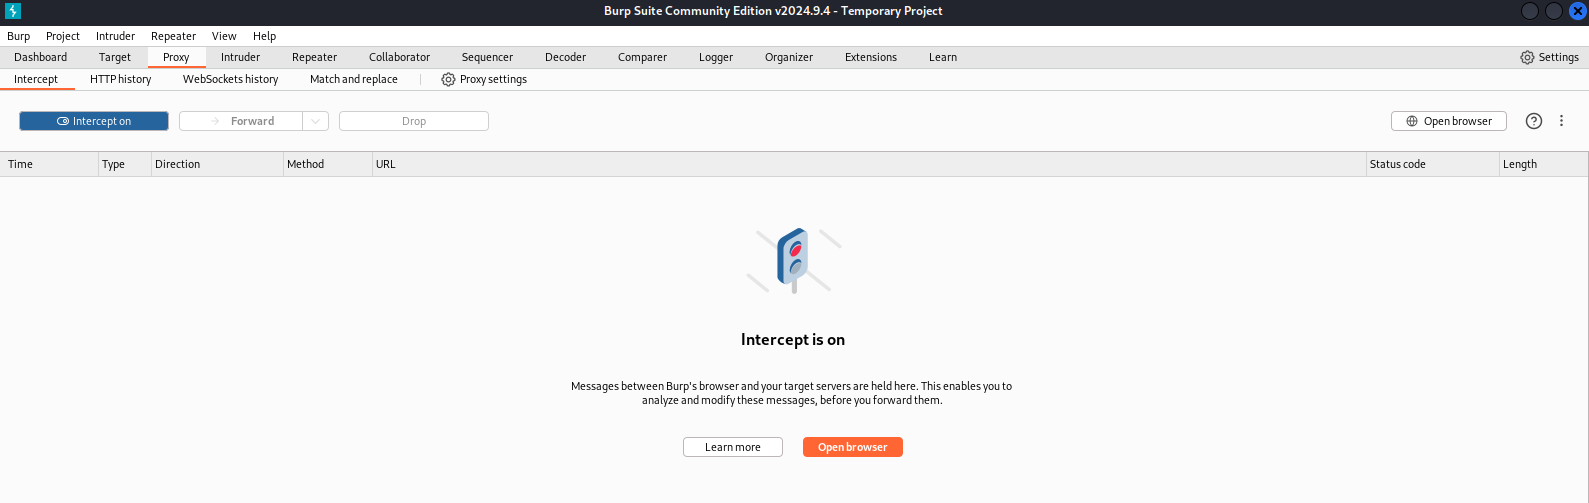 Burp Suite Community Edition v2024.9.4 - Temporary Project
Burp Project Intruder Repeater View Help
Dashboard Target Proxy Intruder Repeater Collaborator Sequencer Decoder Comparer Logger Organizer Extensions Learn Settings
Intercept HTTP history WebSockets history Match and replace Proxy settings
Intercept on Forward Drop Open browser
Time Type Direction Method URL Status code Length
Intercept is on
Messages between Burp's browser and your target servers are held here. This enables you to
analyze and modify these messages, before you forward them.
Learn more Open browser